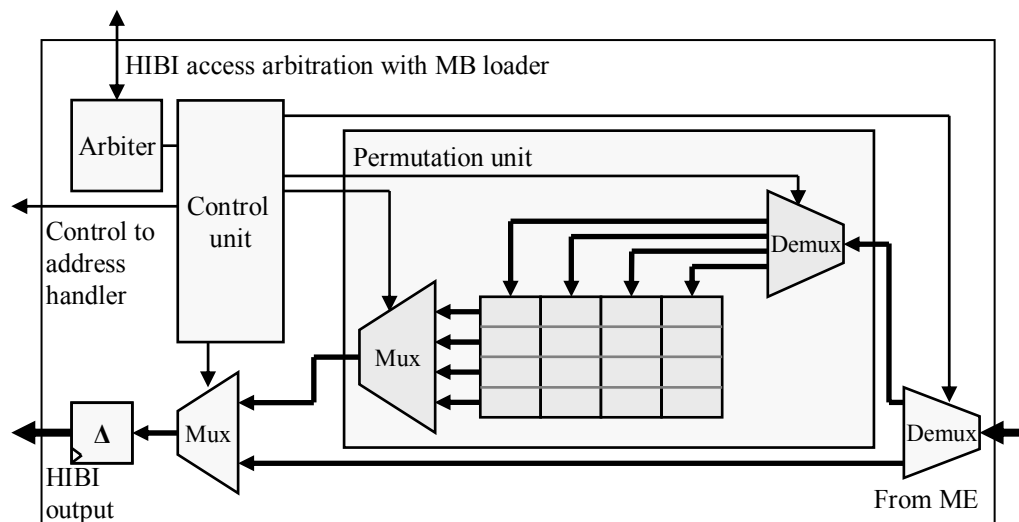 HIBI access arbitration with MB loader
Arbiter
Permutation unit
Control
unit
Demux
Control to
address
handler
Mux
Δ
Mux
Demux
HIBI
output
From ME